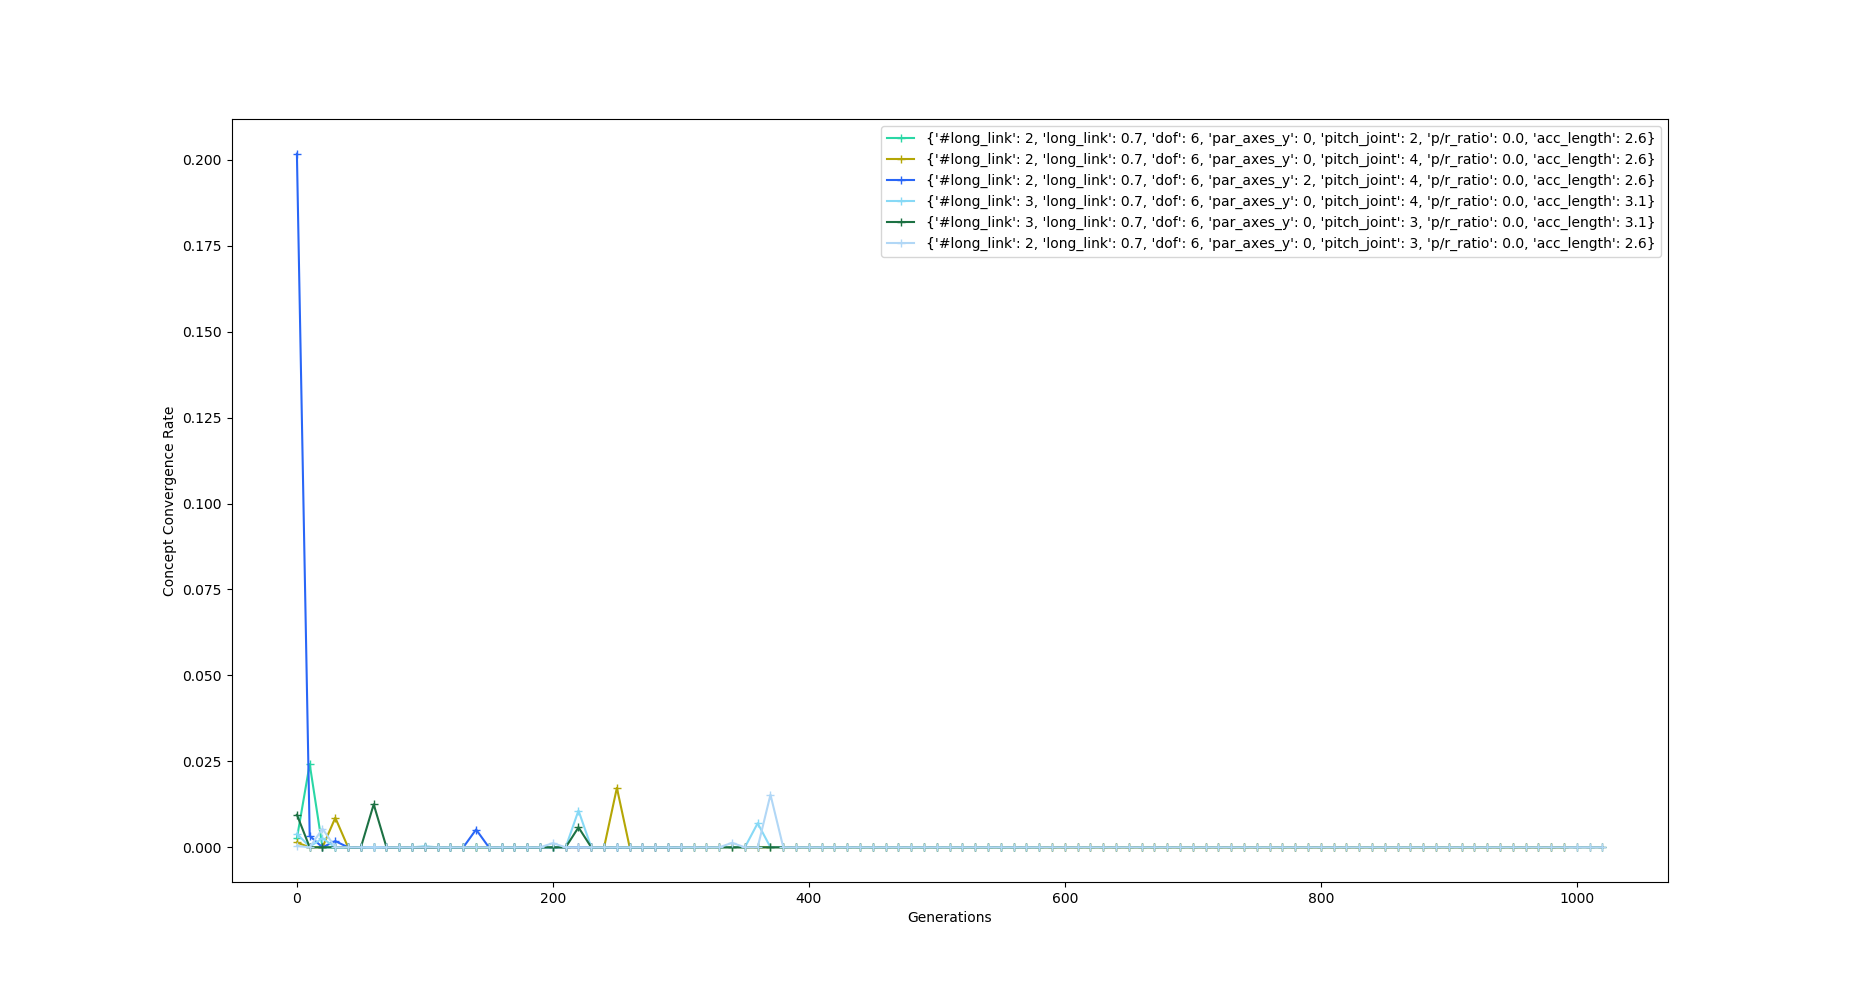 {'#long_link': 2, 'long_link': 0.7, 'dof': 6, 'par_axes_y': 0, 'pitch_joint': 2, 'p/r_ratio': 0.0, 'acc_length': 2.6}
{'#long_link': 2, 'long_link': 0.7, 'dof': 6, 'par_axes_y': 0, 'pitch_joint': 4, 'p/r_ratio': 0.0, 'acc_length': 2.6}
{'#long_link': 2, 'long_link': 0.7, 'dof': 6, 'par_axes_y': 2, 'pitch_joint': 4, 'p/r_ratio': 0.0, 'acc_length': 2.6}
{'#long_link': 3, 'long_link': 0.7, 'dof': 6, 'par_axes_y': 0, 'pitch_joint': 4, 'p/r_ratio': 0.0, 'acc_length': 3.1}
{'#long_link': 3, 'long_link': 0.7, 'dof': 6, 'par_axes_y': 0, 'pitch_joint': 3, 'p/r_ratio': 0.0, 'acc_length': 3.1}
{'#long_link': 2, 'long_link': 0.7, 'dof': 6, 'par_axes_y': 0, 'pitch_joint': 3, 'p/r_ratio': 0.0, 'acc_length': 2.6}
Concept Convergence Rate
0.200
0.175
0.150
0.125
0.100
0.075
0.050
0.025
0.000
0 200 400 600 800 1000
Generations